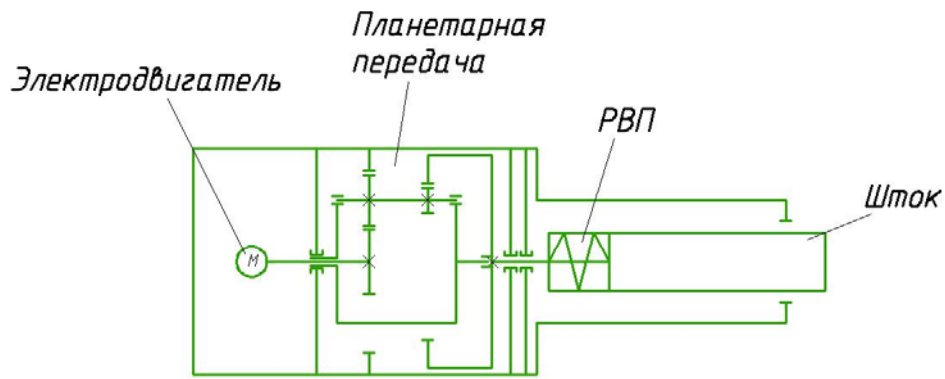 Планетарная
передача
Электродвигатель
РВП
Шток
М